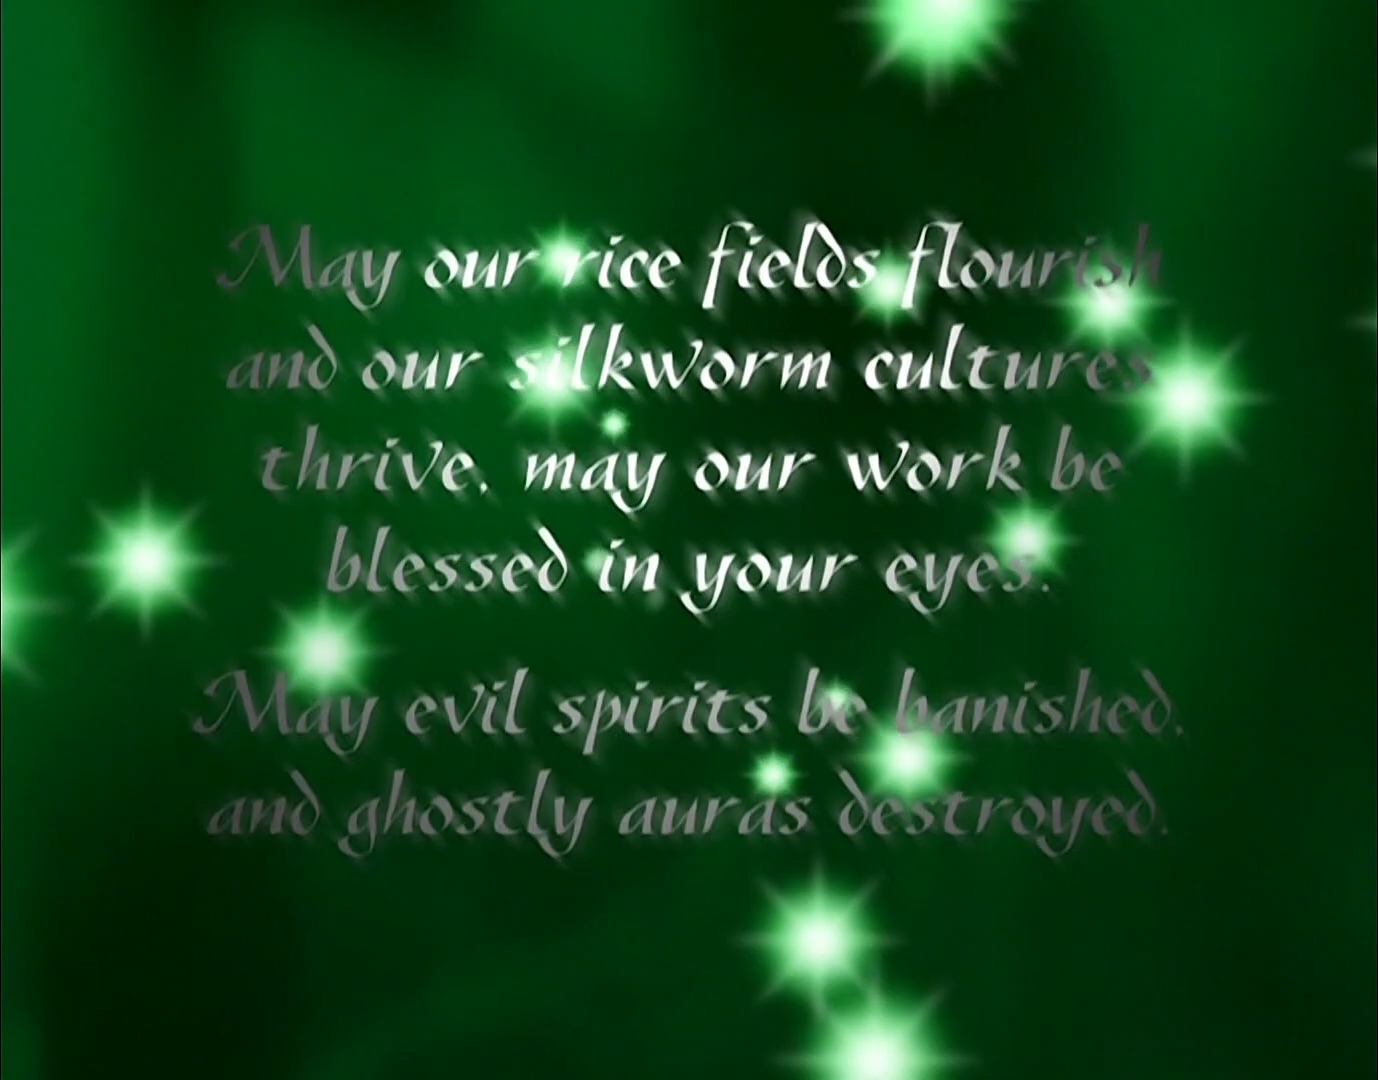 May our rice fields flourish
and our silkworm cultures
thrive, may our work be
blessed in your eyes.
May evil spirits be banished,
and ghostly auras destroyed.